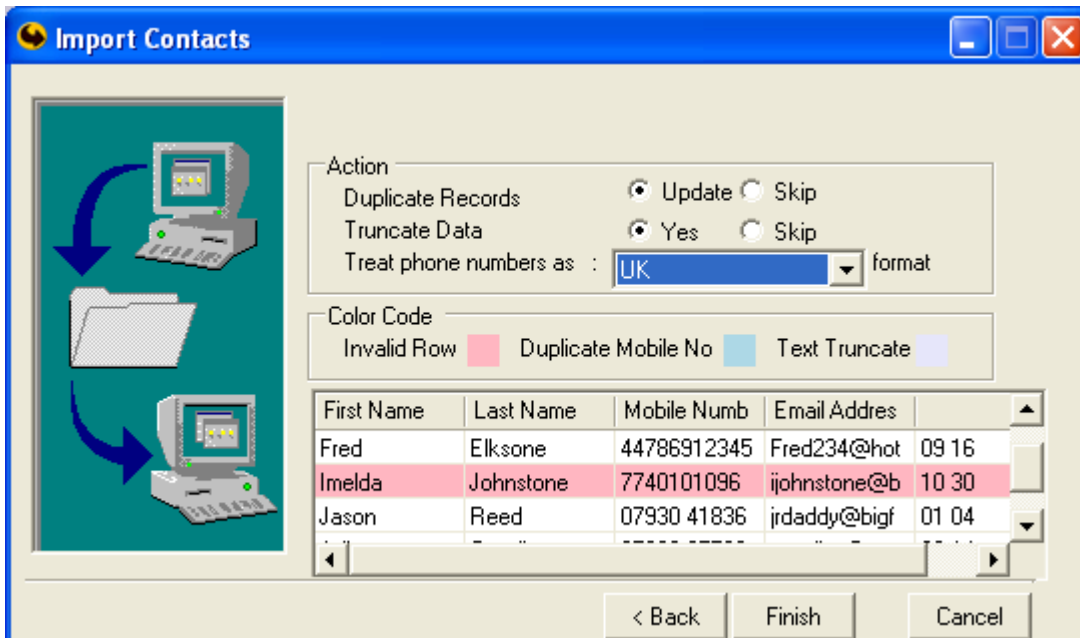 Import Contacts
Action
Duplicate Records Update Skip
Truncate Data Yes Skip
Treat phone numbers as : UK format
Color Code
Invalid Row Duplicate Mobile No Text Truncate
First Name Last Name Mobile Numb Email Addres
Fred Elksone 44786912345 Fred234@hot 09 16
Imelda Johnstone 7740101096 ijohnstone@b 10 30
Jason Reed 07930 41836 jrdaddy@bigf 01 04
< Back Finish Cancel